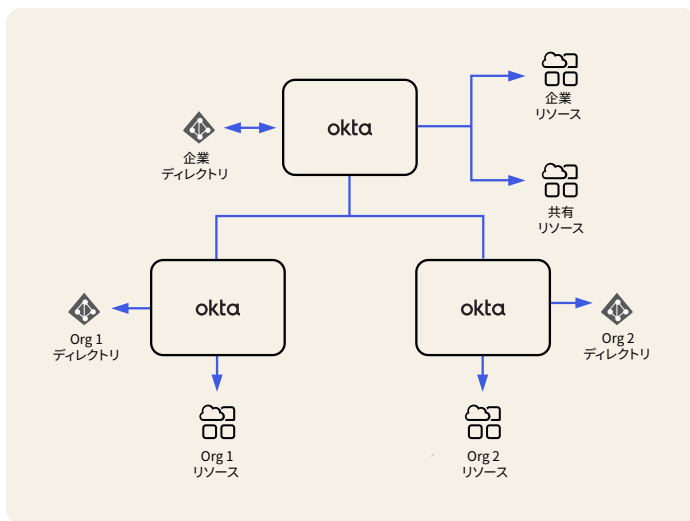 企業
リソース
okta
企業
ディレクトリ
共有
リソース
okta
okta
Org 1
ディレクトリ
Org 2
ディレクトリ
Org 1
リソース
Org 2
リソース